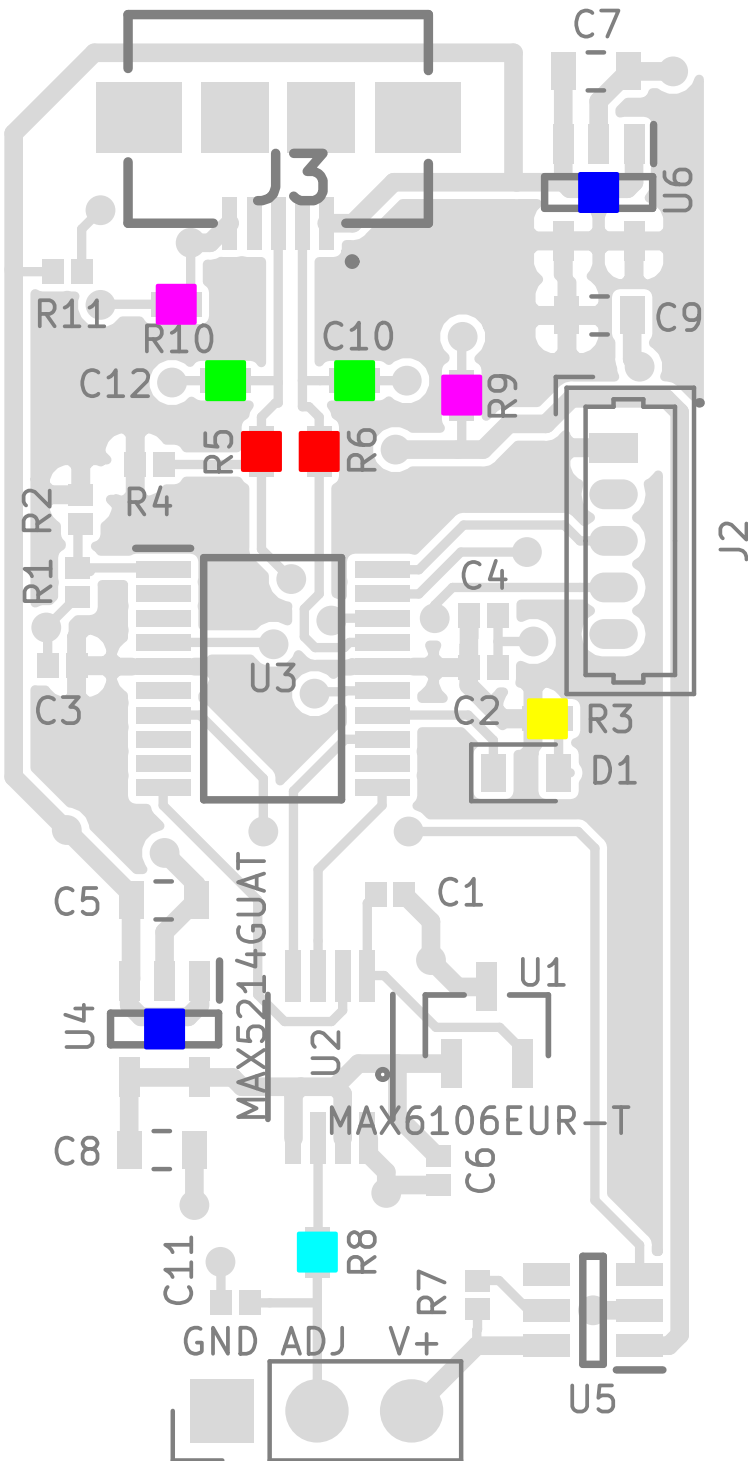 C7
J3
U6
R11
R10
C9
C10
C12
R9
R5
R6
R4
R2
J2
R1
C4
U3
C3
C2
R3
D1
C5
C1
MAX5214GUAT
U1
U4
U2
MAX6106EUR-T
C8
C6
C11
R8
R7
GND ADJ V+
U5